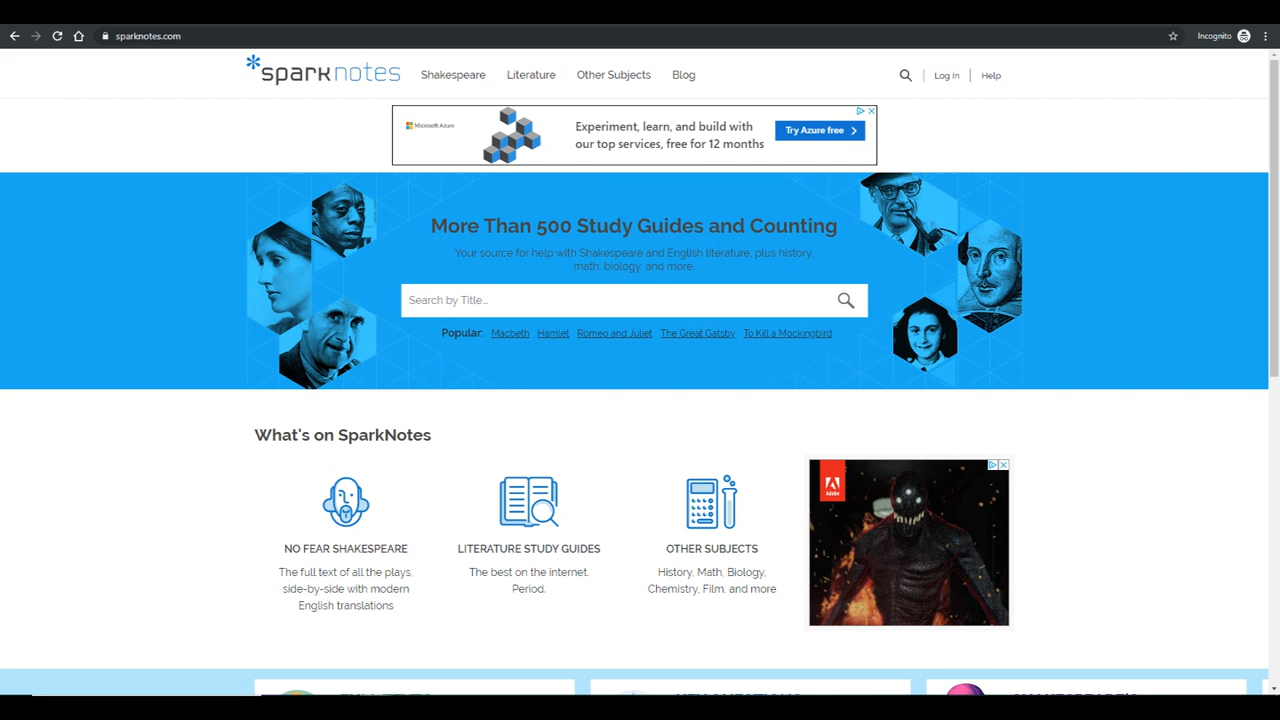 sparknotes.com
Incognito
*sparknotes
Shakespeare
Literature
Other Subjects
Blog
Log In
Help
Microsoft Azure
Experiment, learn, and build with
our top services, free for 12 months
Try Azure free
More Than 500 Study Guides and Counting
Your source for help with Shakespeare and English literature, plus history,
math, biology, and more.
Search by Title...
Popular: Macbeth Hamlet Romeo and Juliet The Great Gatsby To Kill a Mockingbird
What's on SparkNotes
Adobe
NO FEAR SHAKESPEARE
The full text of all the plays,
side-by-side with modern
English translations
LITERATURE STUDY GUIDES
The best on the internet.
Period.
OTHER SUBJECTS
History, Math, Biology,
Chemistry, Film, and more